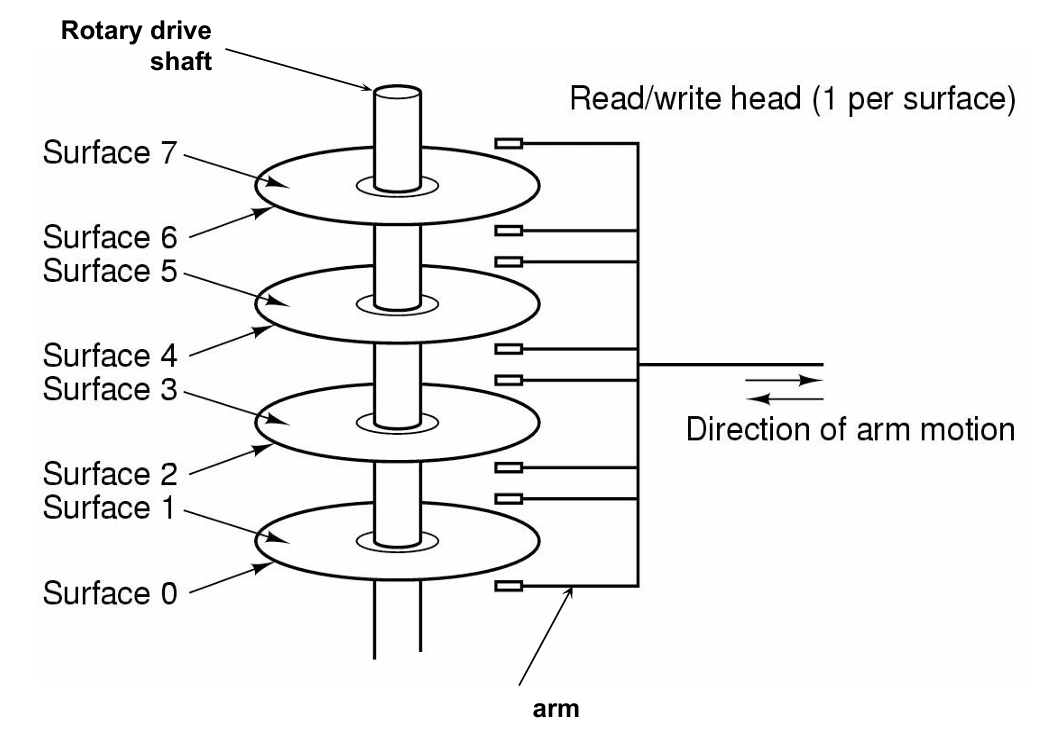 Rotary drive
shaft
Read/write head (1 per surface)
Surface 7
Surface 6
Surface 5
Surface 4
Surface 3
Direction of arm motion
Surface 2
Surface 1
Surface 0
arm